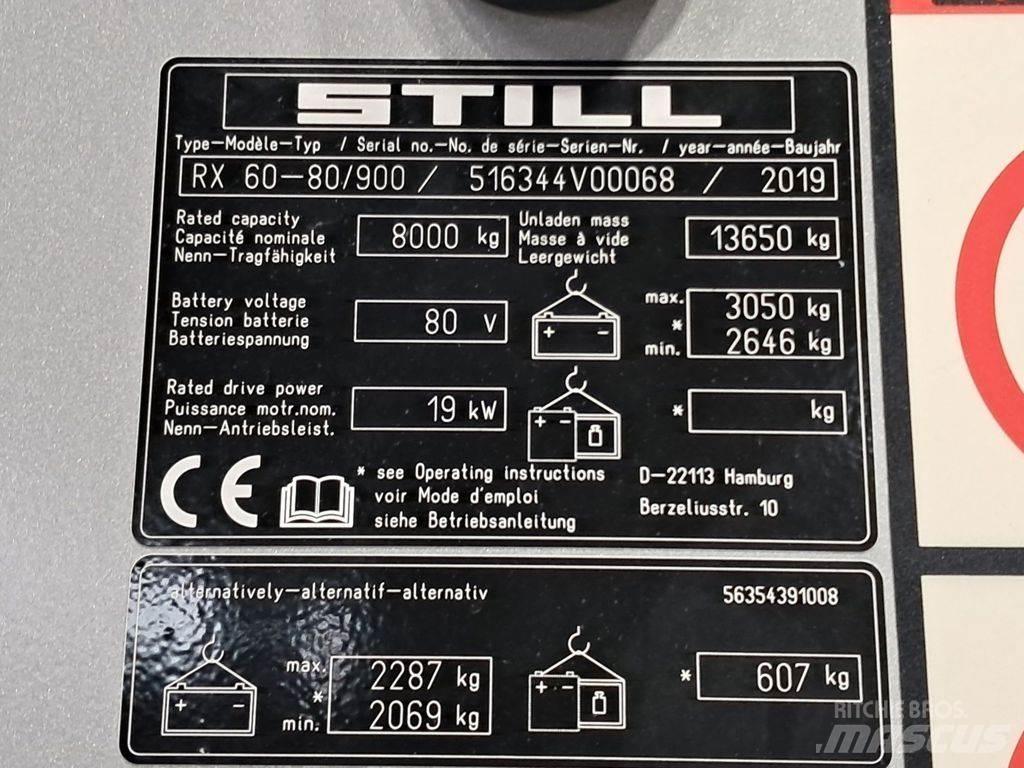 STILL
Type-Modèle-Typ / Serial no.-No. de série-Serien-Nr. / year-année-Baujahr
RX 60-80/900 / 516344V00068 / 2019
Rated capacity
Capacité nominale
Nenn-Tragfähigkeit
8000 kg
Unladen mass
Masse à vide
Leergewicht
13650 kg
Battery voltage
Tension batterie
Batteriespannung
80 V
+ -
max.
*
min.
3050 kg
2646 kg
Rated drive power
Puissance motr.nom.
Nenn-Antriebsleist.
19 kW
+ -
* kg
CE
* see Operating instructions
voir Mode d'emploi
siehe Betriebsanleitung
D-22113 Hamburg
Berzeliusstr. 10
alternatively-alternatif-alternativ
56354391008
+ -
max.
*
min.
2287 kg
2069 kg
+ -
* 607 kg
RITCHIE BROS.
MASCUS